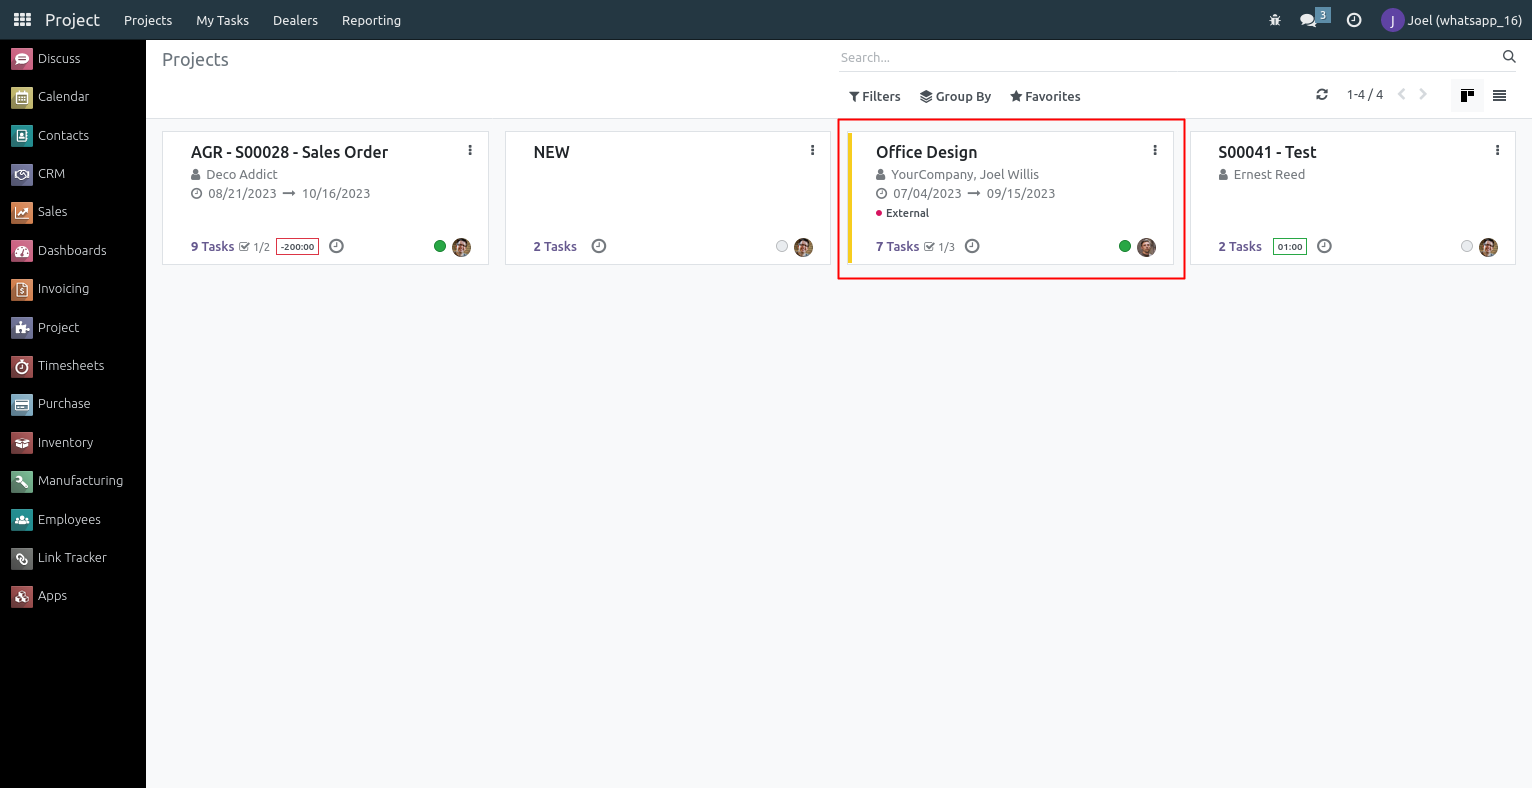 Project Projects My Tasks Dealers Reporting 3 J Joel (whatsapp_16)
Discuss
Calendar
Contacts
CRM
Sales
Dashboards
Invoicing
Project
Timesheets
Purchase
Inventory
Manufacturing
Employees
Link Tracker
Apps
Projects
Search...
Filters Group By Favorites 1-4 / 4
AGR - S00028 - Sales Order
Deco Addict
08/21/2023 → 10/16/2023
9 Tasks 1/2 -200:00
NEW
2 Tasks
Office Design
YourCompany, Joel Willis
07/04/2023 → 09/15/2023
External
7 Tasks 1/3
S00041 - Test
Ernest Reed
2 Tasks 01:00